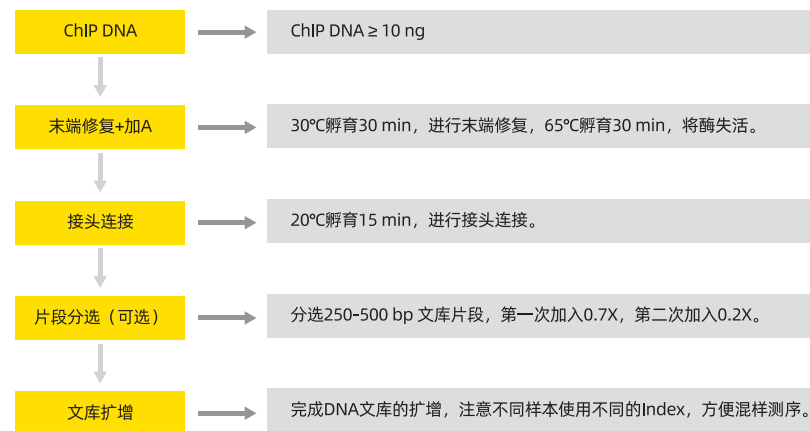 ChIP DNA
ChIP DNA ≥ 10 ng
末端修复+加A
30℃孵育30 min，进行末端修复，65℃孵育30 min，将酶失活。
接头连接
20℃孵育15 min，进行接头连接。
片段分选（可选）
分选250-500 bp 文库片段，第一次加入0.7X，第二次加入0.2X。
文库扩增
完成DNA文库的扩增，注意不同样本使用不同的Index，方便混样测序。